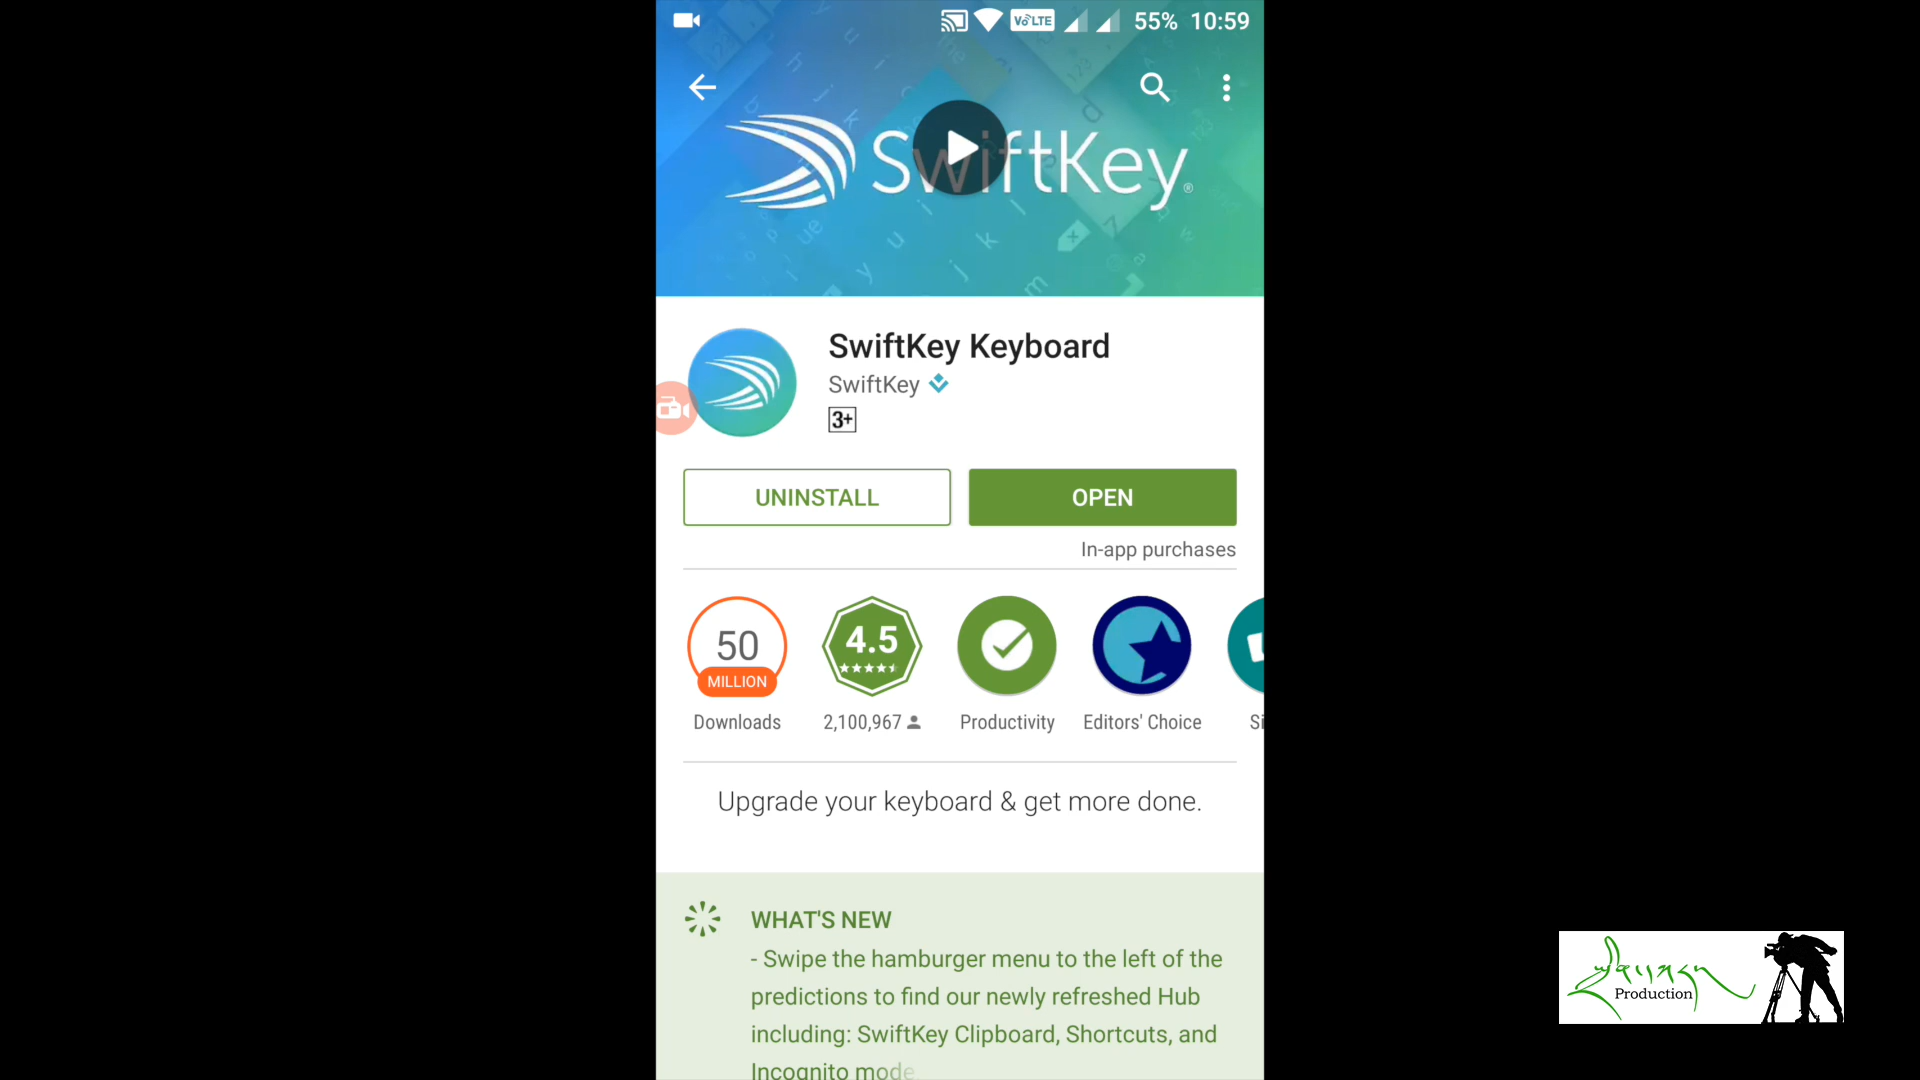 VoLTE 55% 10:59
SwiftKey®
SwiftKey Keyboard
SwiftKey
3+
UNINSTALL
OPEN
In-app purchases
50
MILLION
Downloads
4.5
2,100,967
Productivity
Editors' Choice
Si
Upgrade your keyboard & get more done.
WHAT'S NEW
- Swipe the hamburger menu to the left of the
predictions to find our newly refreshed Hub
including: SwiftKey Clipboard, Shortcuts, and
Incognito mode
Production